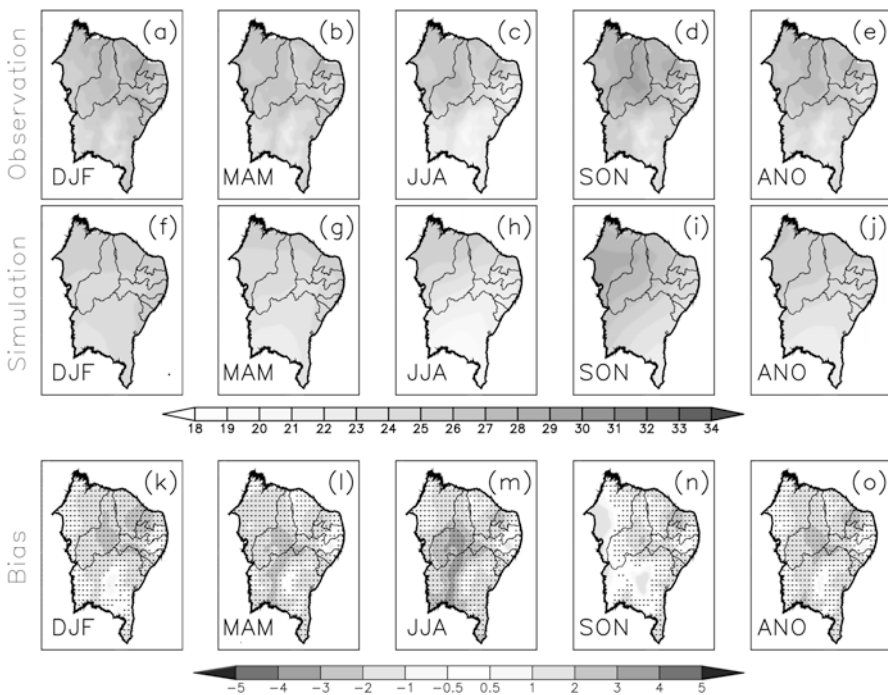 Observation
(a) (b) (c) (d) (e)
DJF MAM JJA SON ANO
Simulation
(f) (g) (h) (i) (j)
DJF MAM JJA SON ANO
18 19 20 21 22 23 24 25 26 27 28 29 30 31 32 33 34
Bias
(k) (l) (m) (n) (o)
DJF MAM JJA SON ANO
−5 −4 −3 −2 −1 −0.5 0.5 1 2 3 4 5